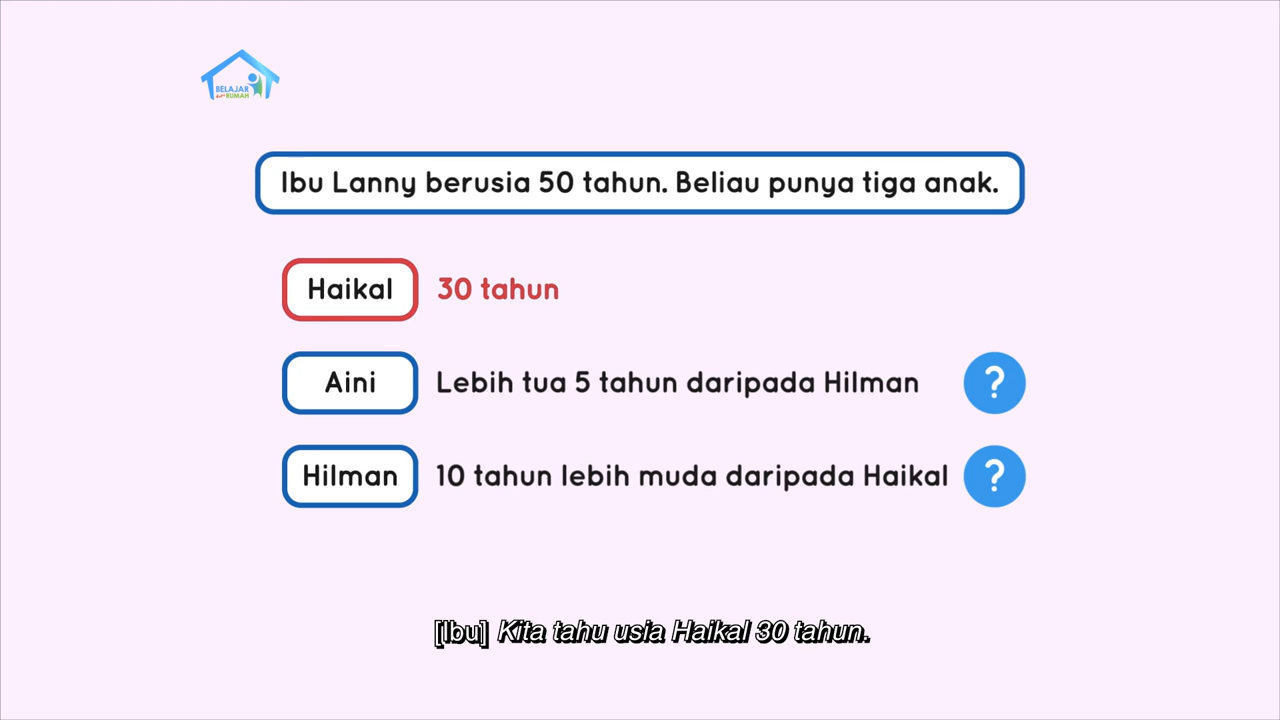 BELAJAR
dari RUMAH
Ibu Lanny berusia 50 tahun. Beliau punya tiga anak.
Haikal 30 tahun
Aini Lebih tua 5 tahun daripada Hilman ?
Hilman 10 tahun lebih muda daripada Haikal ?
[Ibu] Kita tahu usia Haikal 30 tahun.